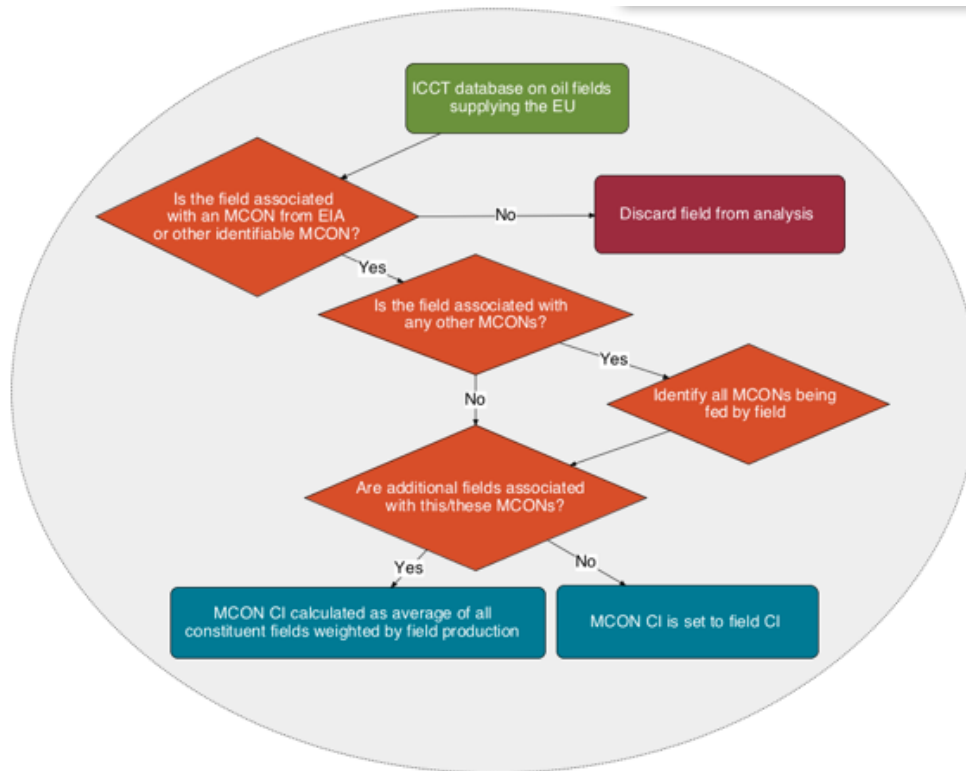 ICCT database on oil fields
supplying the EU
Is the field associated
with an MCON from EIA
or other identifiable MCON?
No
Discard field from analysis
Yes
Is the field associated with
any other MCONs?
Yes
No
Identify all MCONs being
fed by field
Are additional fields associated
with this/these MCONs?
Yes
No
MCON CI calculated as average of all
constituent fields weighted by field production
MCON CI is set to field CI